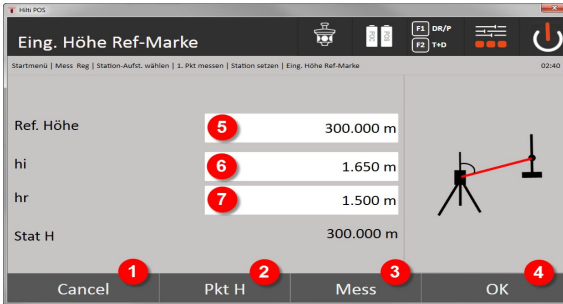 Hilti POS
Eing. Höhe Ref-Marke
POC
POS
F1 DR/P
F2 T+D
Startmenü | Mess Reg | Station-Aufst. wählen | 1. Pkt messen | Station setzen | Eing. Höhe Ref-Marke
02:40
Ref. Höhe 5 300.000 m
hi 6 1.650 m
hr 7 1.500 m
Stat H 300.000 m
1 2 3 4
Cancel Pkt H Mess OK